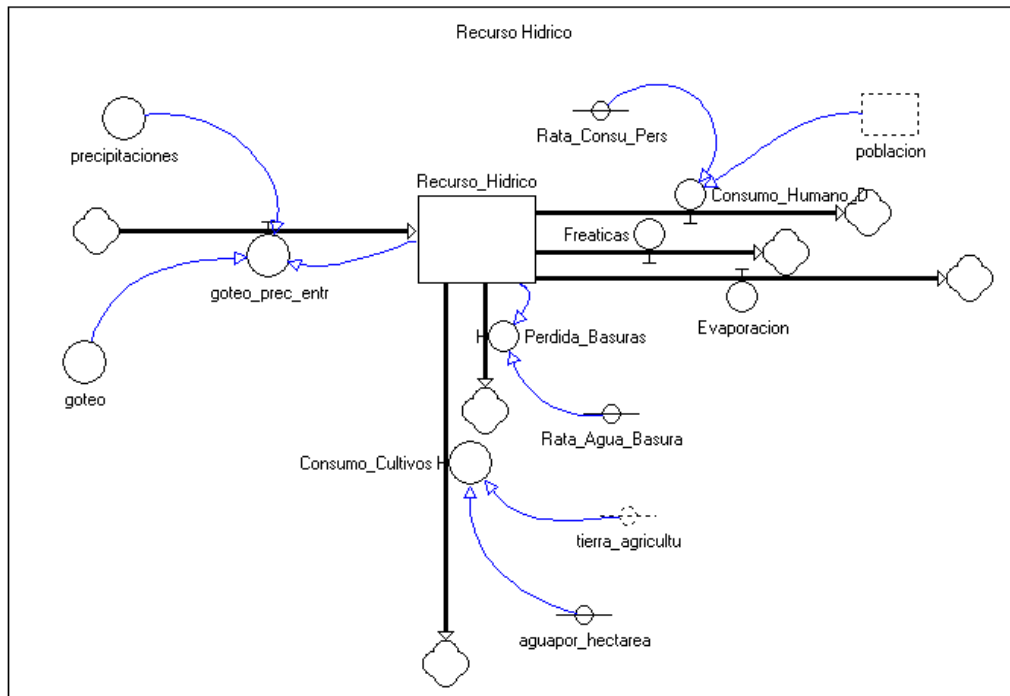 Recurso Hidrico
Rata_Consu_Pers
poblacion
precipitaciones
Recurso_Hidrico
Consumo_Humano_D
Freaticas
goteo_prec_entr
Evaporacion
Perdida_Basuras
goteo
Rata_Agua_Basura
Consumo_Cultivos
tierra_agricultu
aguapor_hectarea